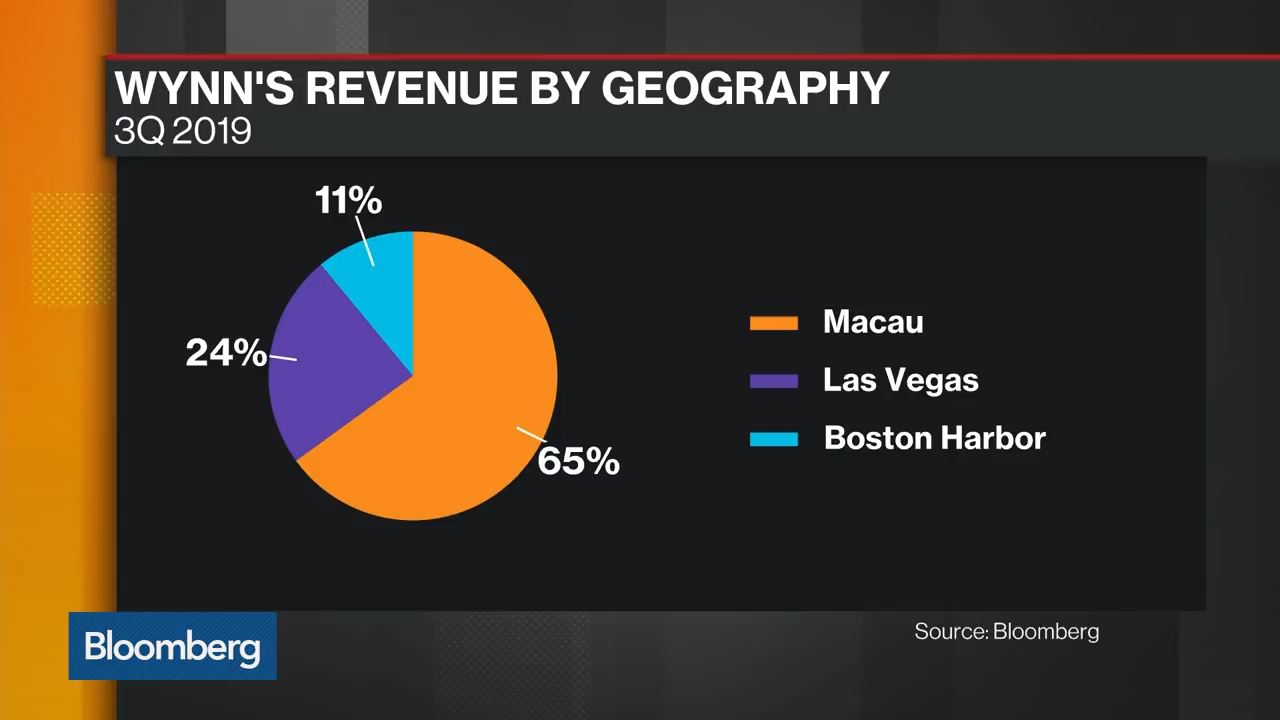 WYNN'S REVENUE BY GEOGRAPHY
3Q 2019
11%
24%
65%
Macau
Las Vegas
Boston Harbor
Source: Bloomberg
Bloomberg